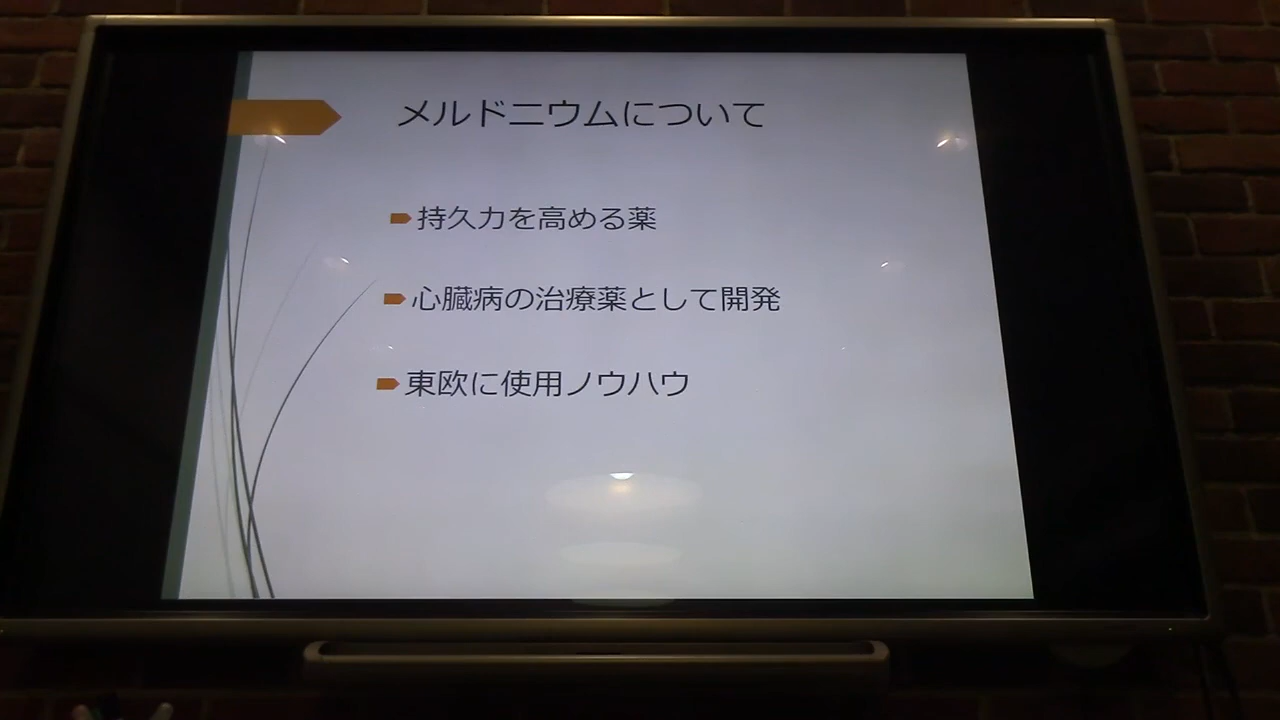 メルドニウムについて
持久力を高める薬
心臓病の治療薬として開発
東欧に使用ノウハウ